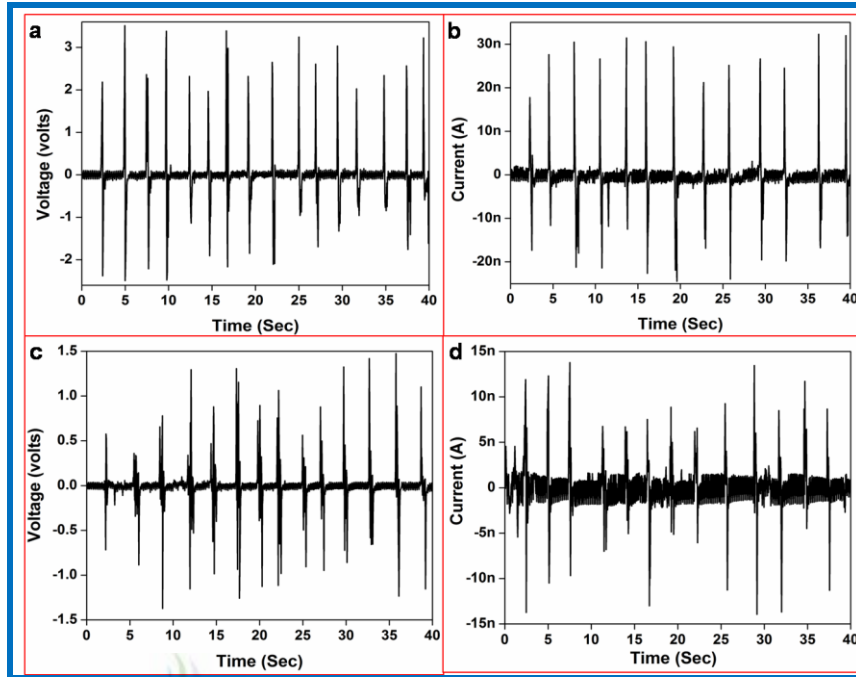 a
Voltage (volts)
3
2
1
0
-1
-2
0 5 10 15 20 25 30 35 40
Time (Sec)
b
Current (A)
30n
20n
10n
0
-10n
-20n
0 5 10 15 20 25 30 35 40
Time (Sec)
c
Voltage (volts)
1.5
1.0
0.5
0.0
-0.5
-1.0
-1.5
0 5 10 15 20 25 30 35 40
Time (Sec)
d
Current (A)
15n
10n
5n
0
-5n
-10n
15n
0 5 10 15 20 25 30 35 40
Time (Sec)